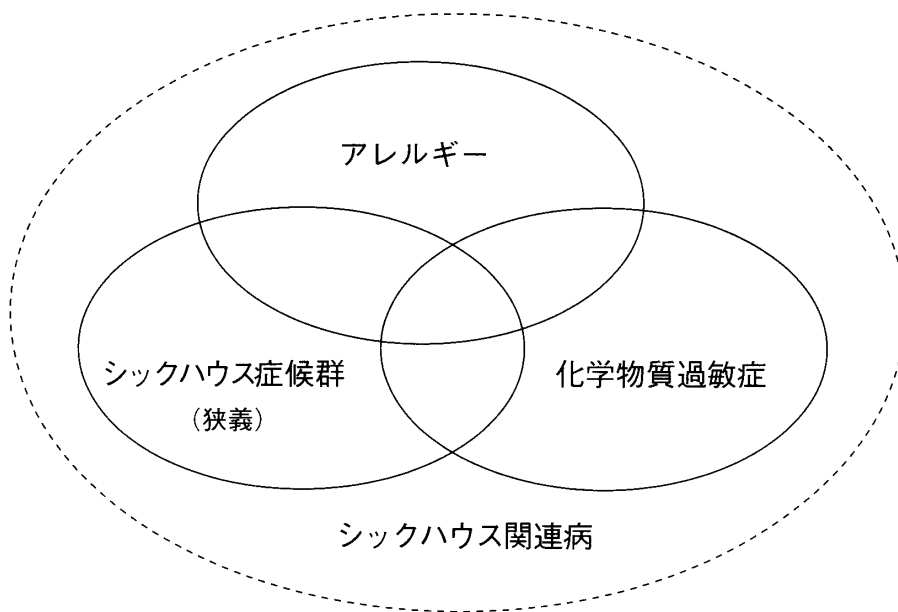 アレルギー
シックハウス症候群
（狭義）
化学物質過敏症
シックハウス関連病